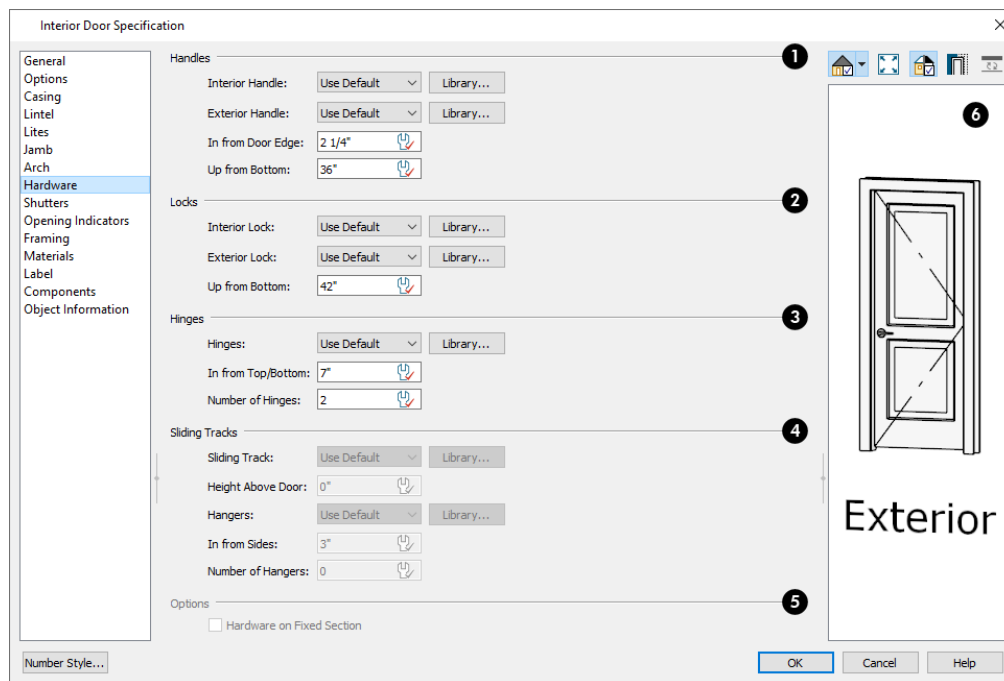 Interior Door Specification
General
Options
Casing
Lintel
Lites
Jamb
Arch
Hardware
Shutters
Opening Indicators
Framing
Materials
Label
Components
Object Information
Handles 1
Interior Handle: Use Default Library...
Exterior Handle: Use Default Library...
In from Door Edge: 2 1/4"
Up from Bottom: 36"
Locks 2
Interior Lock: Use Default Library...
Exterior Lock: Use Default Library...
Up from Bottom: 42"
Hinges 3
Hinges: Use Default Library...
In from Top/Bottom: 7"
Number of Hinges: 2
Sliding Tracks 4
Sliding Track: Use Default Library...
Height Above Door: 0"
Hangers: Use Default Library...
In from Sides: 3"
Number of Hangers: 0
Options 5
Hardware on Fixed Section
6
Exterior
Number Style... OK Cancel Help